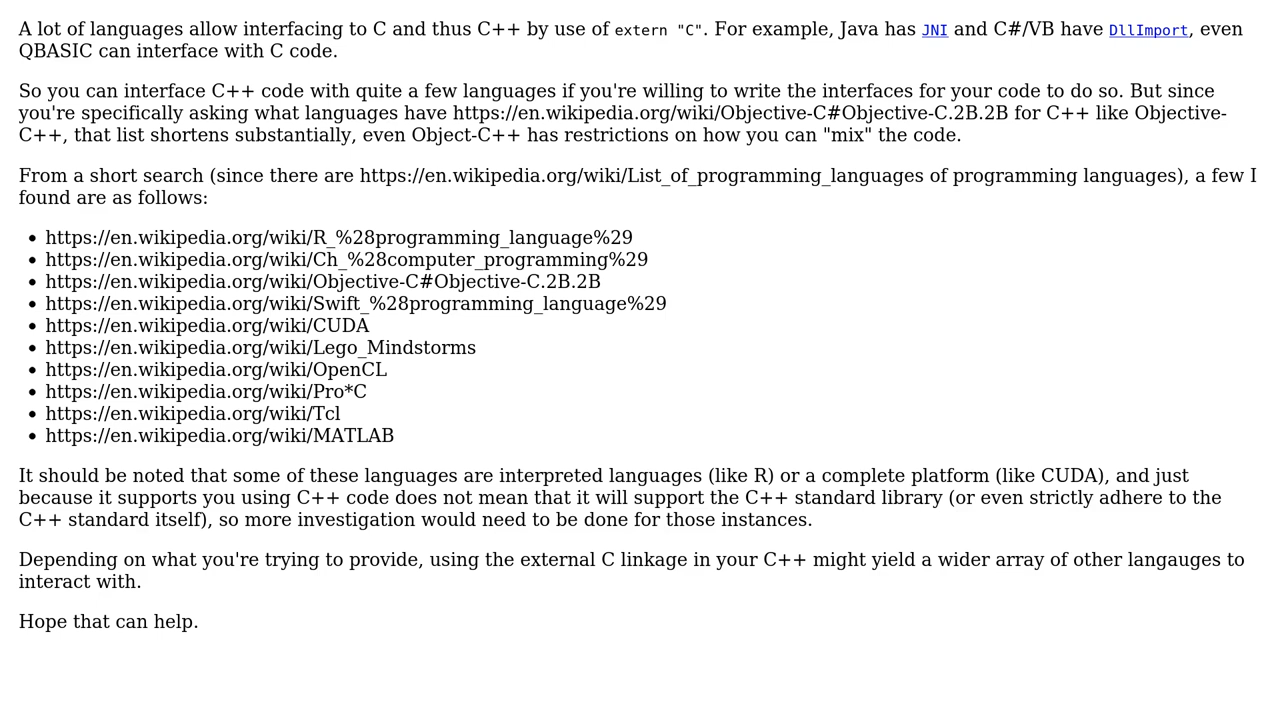 A lot of languages allow interfacing to C and thus C++ by use of extern "C". For example, Java has JNI and C#/VB have DllImport, even
QBASIC can interface with C code.
So you can interface C++ code with quite a few languages if you're willing to write the interfaces for your code to do so. But since
you're specifically asking what languages have https://en.wikipedia.org/wiki/Objective-C#Objective-C.2B.2B for C++ like Objective-
C++, that list shortens substantially, even Object-C++ has restrictions on how you can "mix" the code.
From a short search (since there are https://en.wikipedia.org/wiki/List_of_programming_languages of programming languages), a few I
found are as follows:
• https://en.wikipedia.org/wiki/R_%28programming_language%29
• https://en.wikipedia.org/wiki/Ch_%28computer_programming%29
• https://en.wikipedia.org/wiki/Objective-C#Objective-C.2B.2B
• https://en.wikipedia.org/wiki/Swift_%28programming_language%29
• https://en.wikipedia.org/wiki/CUDA
• https://en.wikipedia.org/wiki/Lego_Mindstorms
• https://en.wikipedia.org/wiki/OpenCL
• https://en.wikipedia.org/wiki/Pro*C
• https://en.wikipedia.org/wiki/Tcl
• https://en.wikipedia.org/wiki/MATLAB
It should be noted that some of these languages are interpreted languages (like R) or a complete platform (like CUDA), and just
because it supports you using C++ code does not mean that it will support the C++ standard library (or even strictly adhere to the
C++ standard itself), so more investigation would need to be done for those instances.
Depending on what you're trying to provide, using the external C linkage in your C++ might yield a wider array of other langauges to
interact with.
Hope that can help.